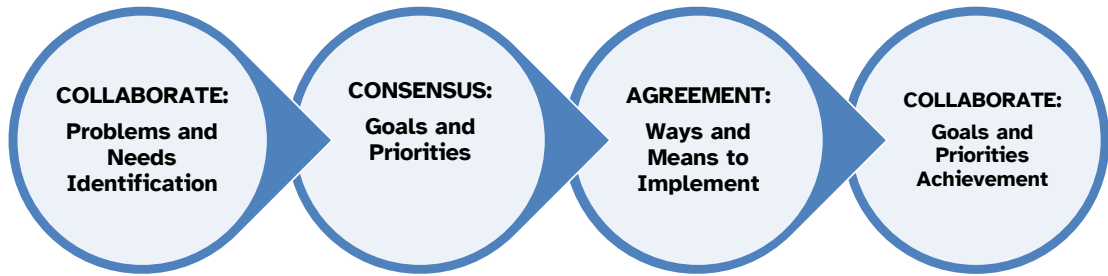 COLLABORATE:
Problems and
Needs
Identification
CONSENSUS:
Goals and
Priorities
AGREEMENT:
Ways and
Means to
Implement
COLLABORATE:
Goals and
Priorities
Achievement